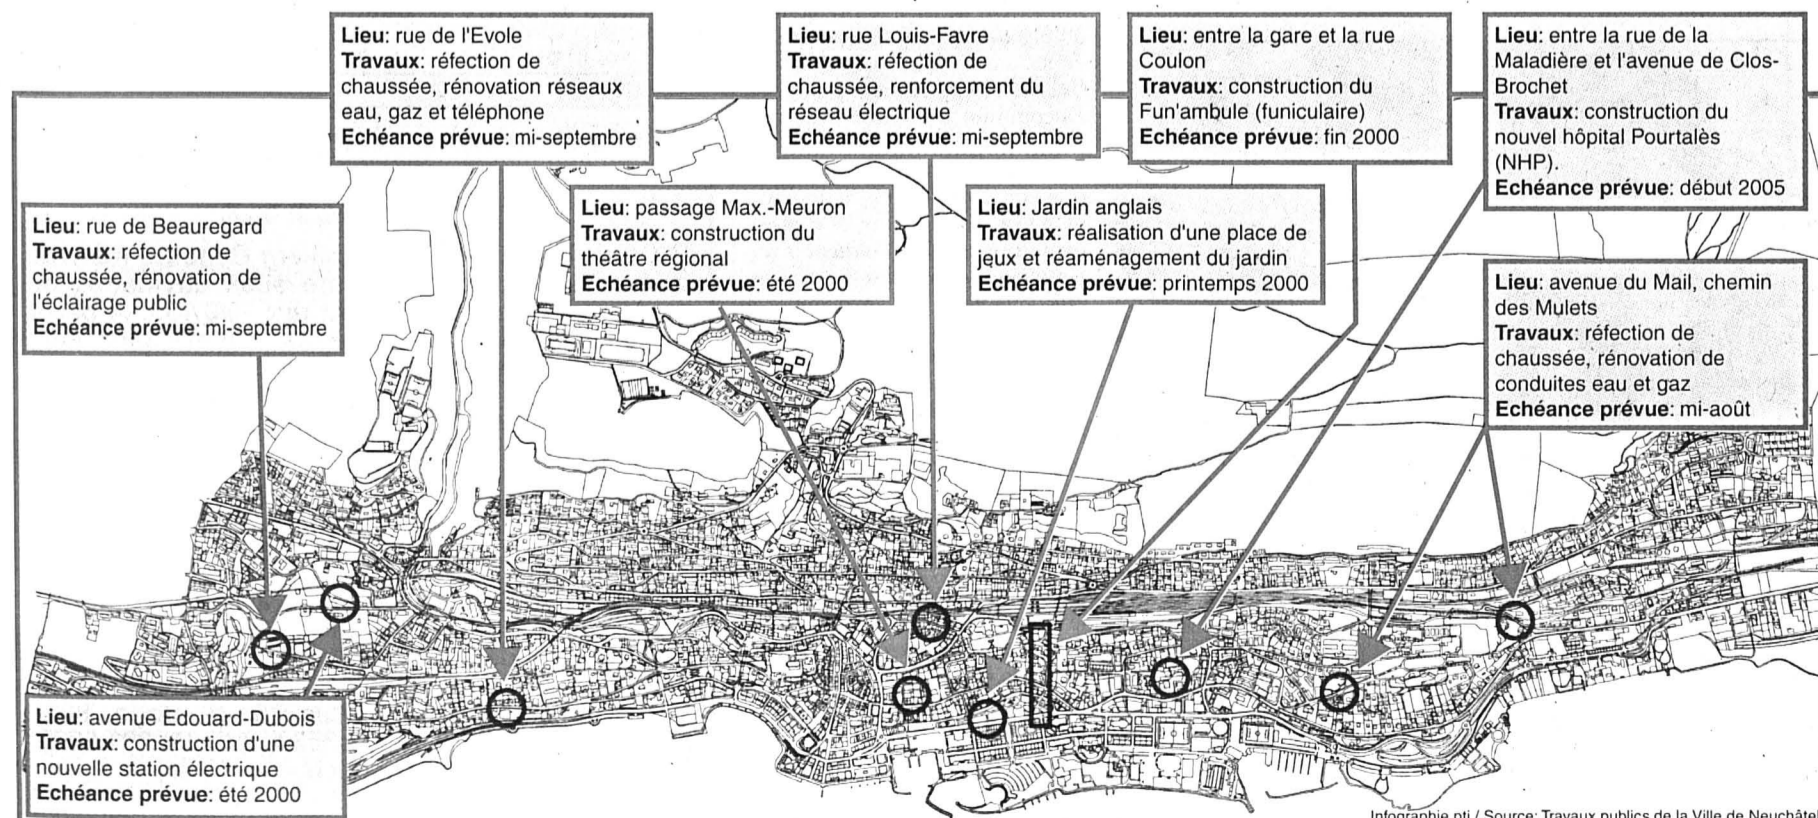 Lieu: rue de l'Evole
Travaux: réfection de
chaussée, rénovation réseaux
eau, gaz et téléphone
Echéance prévue: mi-septembre
Lieu: rue Louis-Favre
Travaux: réfection de
chaussée, renforcement du
réseau électrique
Echéance prévue: mi-septembre
Lieu: entre la gare et la rue
Coulon
Travaux: construction du
Fun'ambule (funiculaire)
Echéance prévue: fin 2000
Lieu: entre la rue de la
Maladière et l'avenue de Clos-
Brochet
Travaux: construction du
nouvel hôpital Pourtalès
(NHP).
Echéance prévue: début 2005
Lieu: rue de Beauregard
Travaux: réfection de
chaussée, rénovation de
l'éclairage public
Echéance prévue: mi-septembre
Lieu: passage Max.-Meuron
Travaux: construction du
théâtre régional
Echéance prévue: été 2000
Lieu: Jardin anglais
Travaux: réalisation d'une place de
jeux et réaménagement du jardin
Echéance prévue: printemps 2000
Lieu: avenue du Mail, chemin
des Mulets
Travaux: réfection de
chaussée, rénovation de
conduites eau et gaz
Echéance prévue: mi-août
Lieu: avenue Edouard-Dubois
Travaux: construction d'une
nouvelle station électrique
Echéance prévue: été 2000
Infographie pti / Source: Travaux publics de la Ville de Neuchâtel